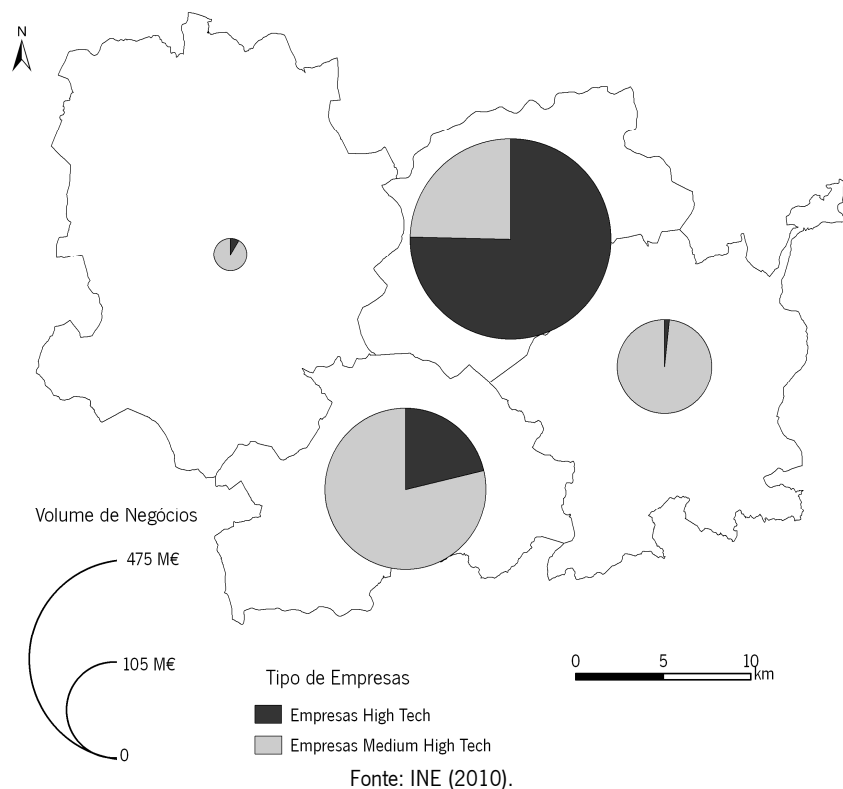 N
Volume de Negócios
475 M€
105 M€
0
Tipo de Empresas
Empresas High Tech
Empresas Medium High Tech
0 5 10
km
Fonte: INE (2010).